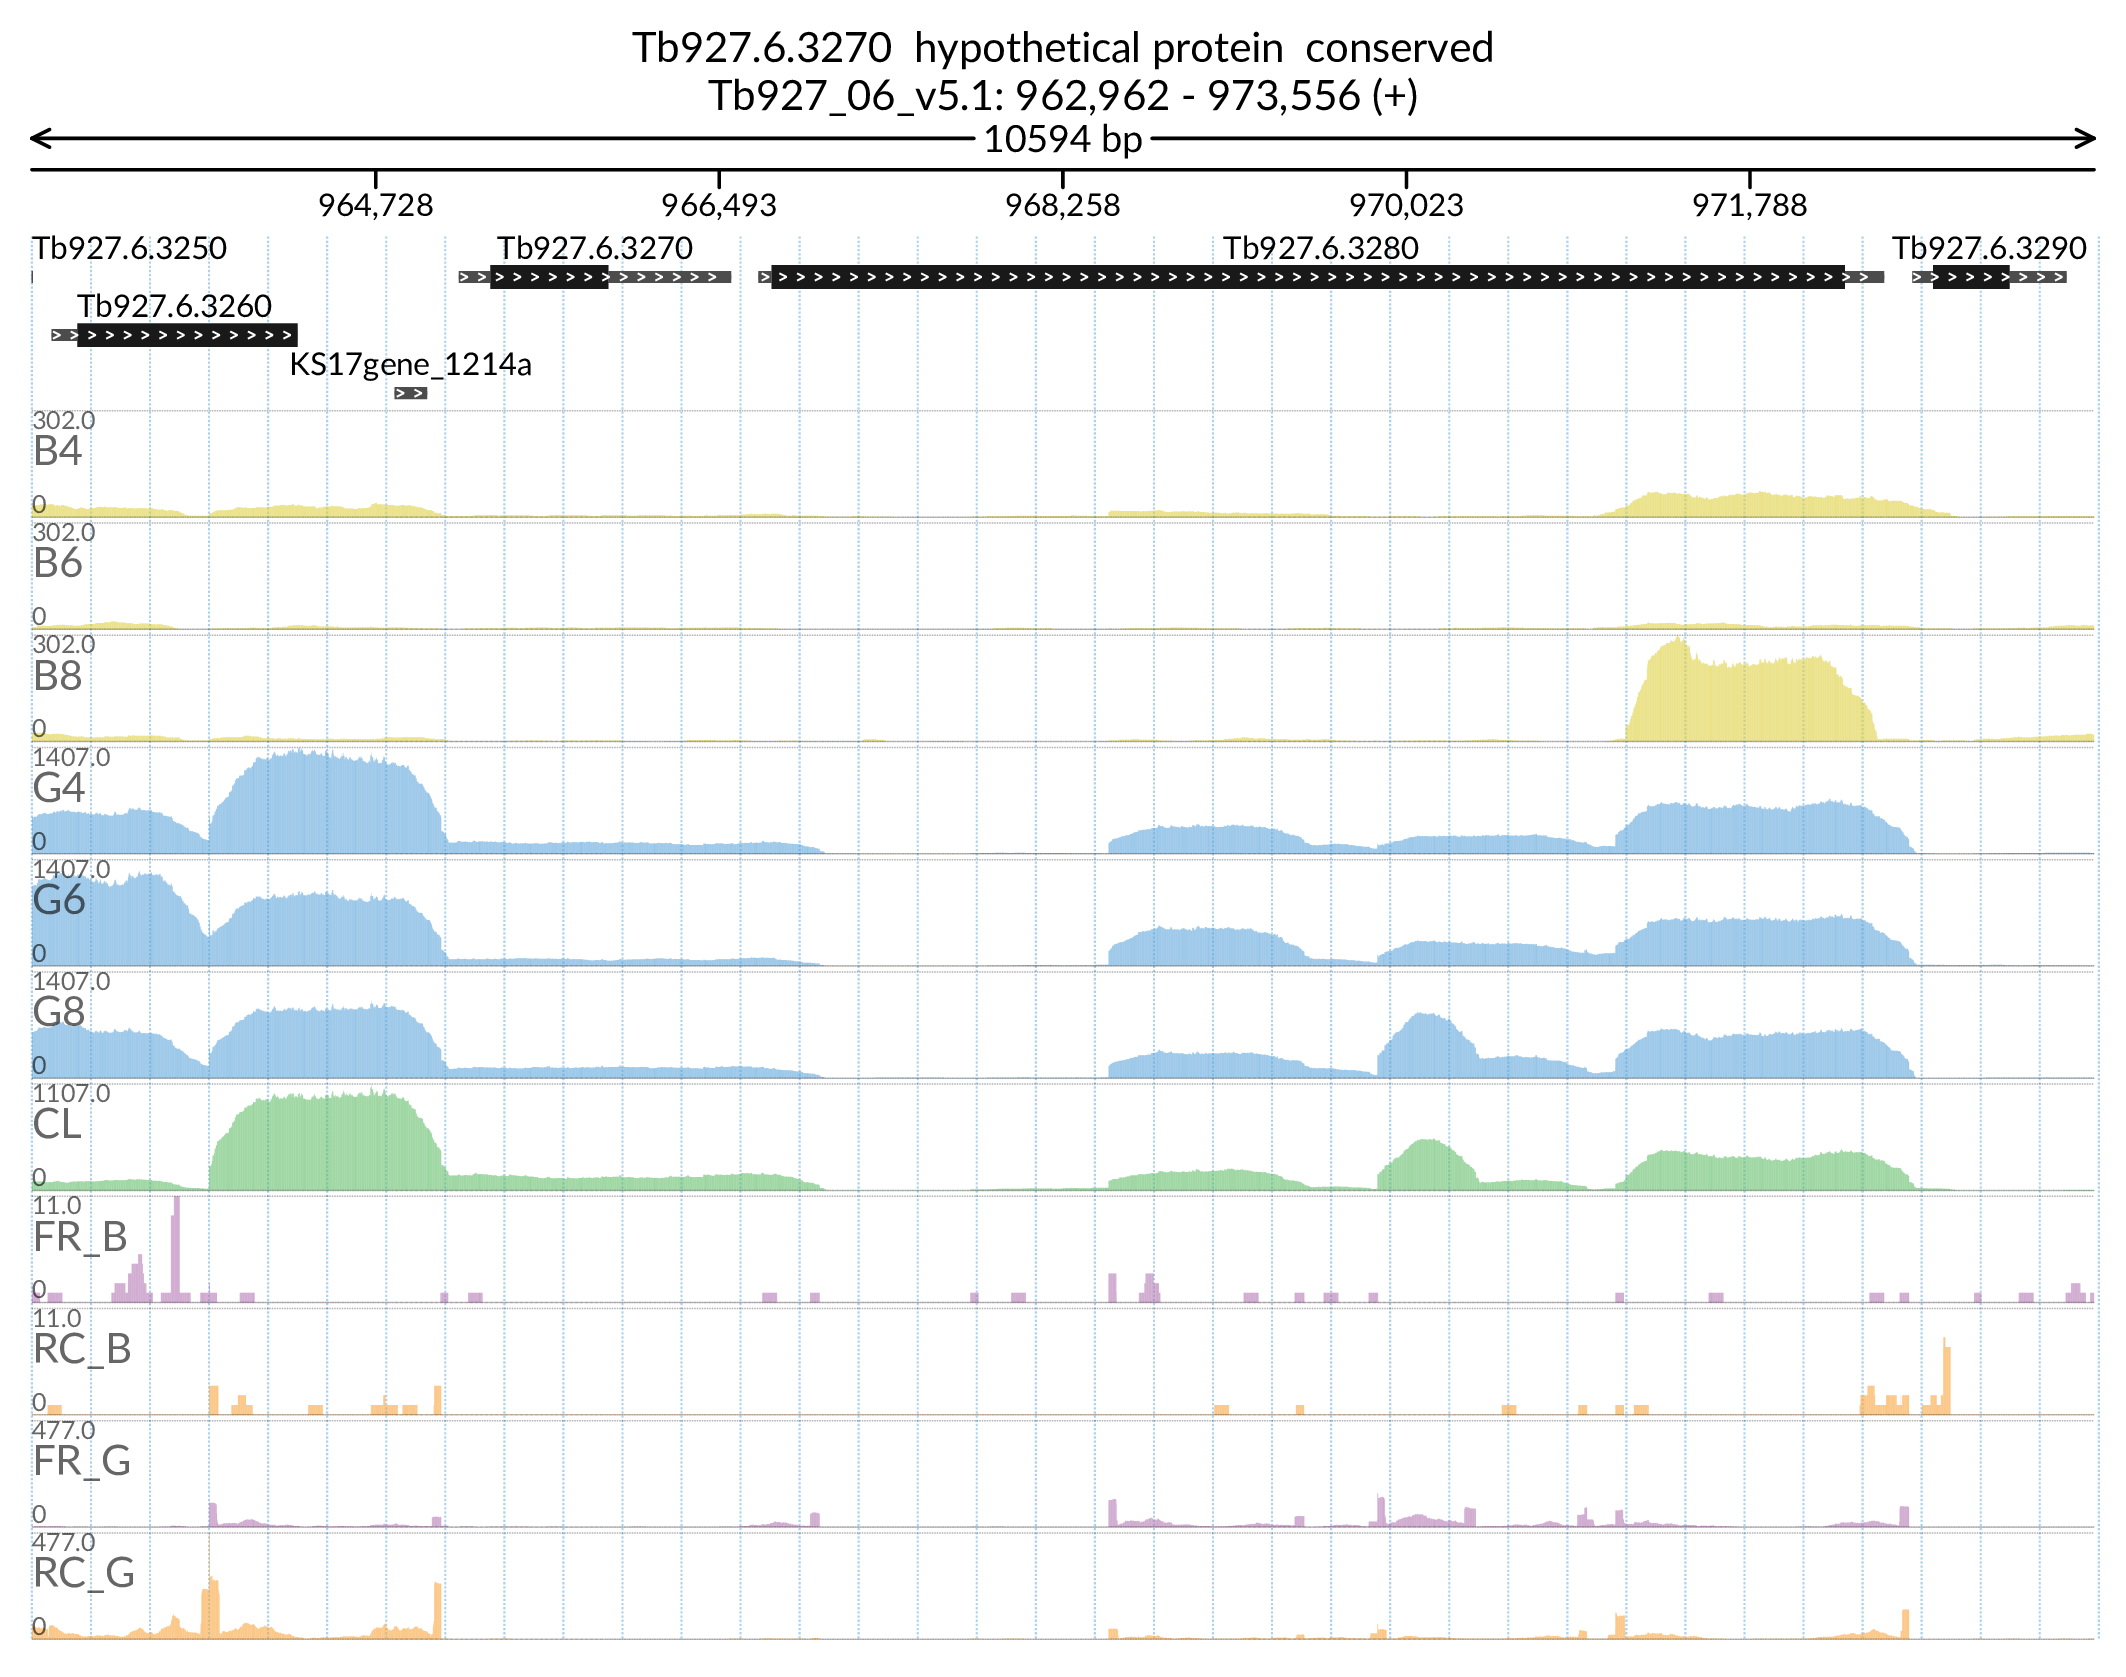 Tb927.6.3270  hypothetical protein  conserved
Tb927_06_v5.1: 962,962 - 973,556 (+)
10594 bp
964,728 966,493 968,258 970,023 971,788
Tb927.6.3250 Tb927.6.3270 Tb927.6.3280 Tb927.6.3290
Tb927.6.3260
KS17gene_1214a
302.0
B4
0
302.0
B6
0
302.0
B8
0
1407.0
G4
0
1407.0
G6
0
1407.0
G8
0
1107.0
CL
0
11.0
FR_B
0
11.0
RC_B
0
477.0
FR_G
0
477.0
RC_G
0